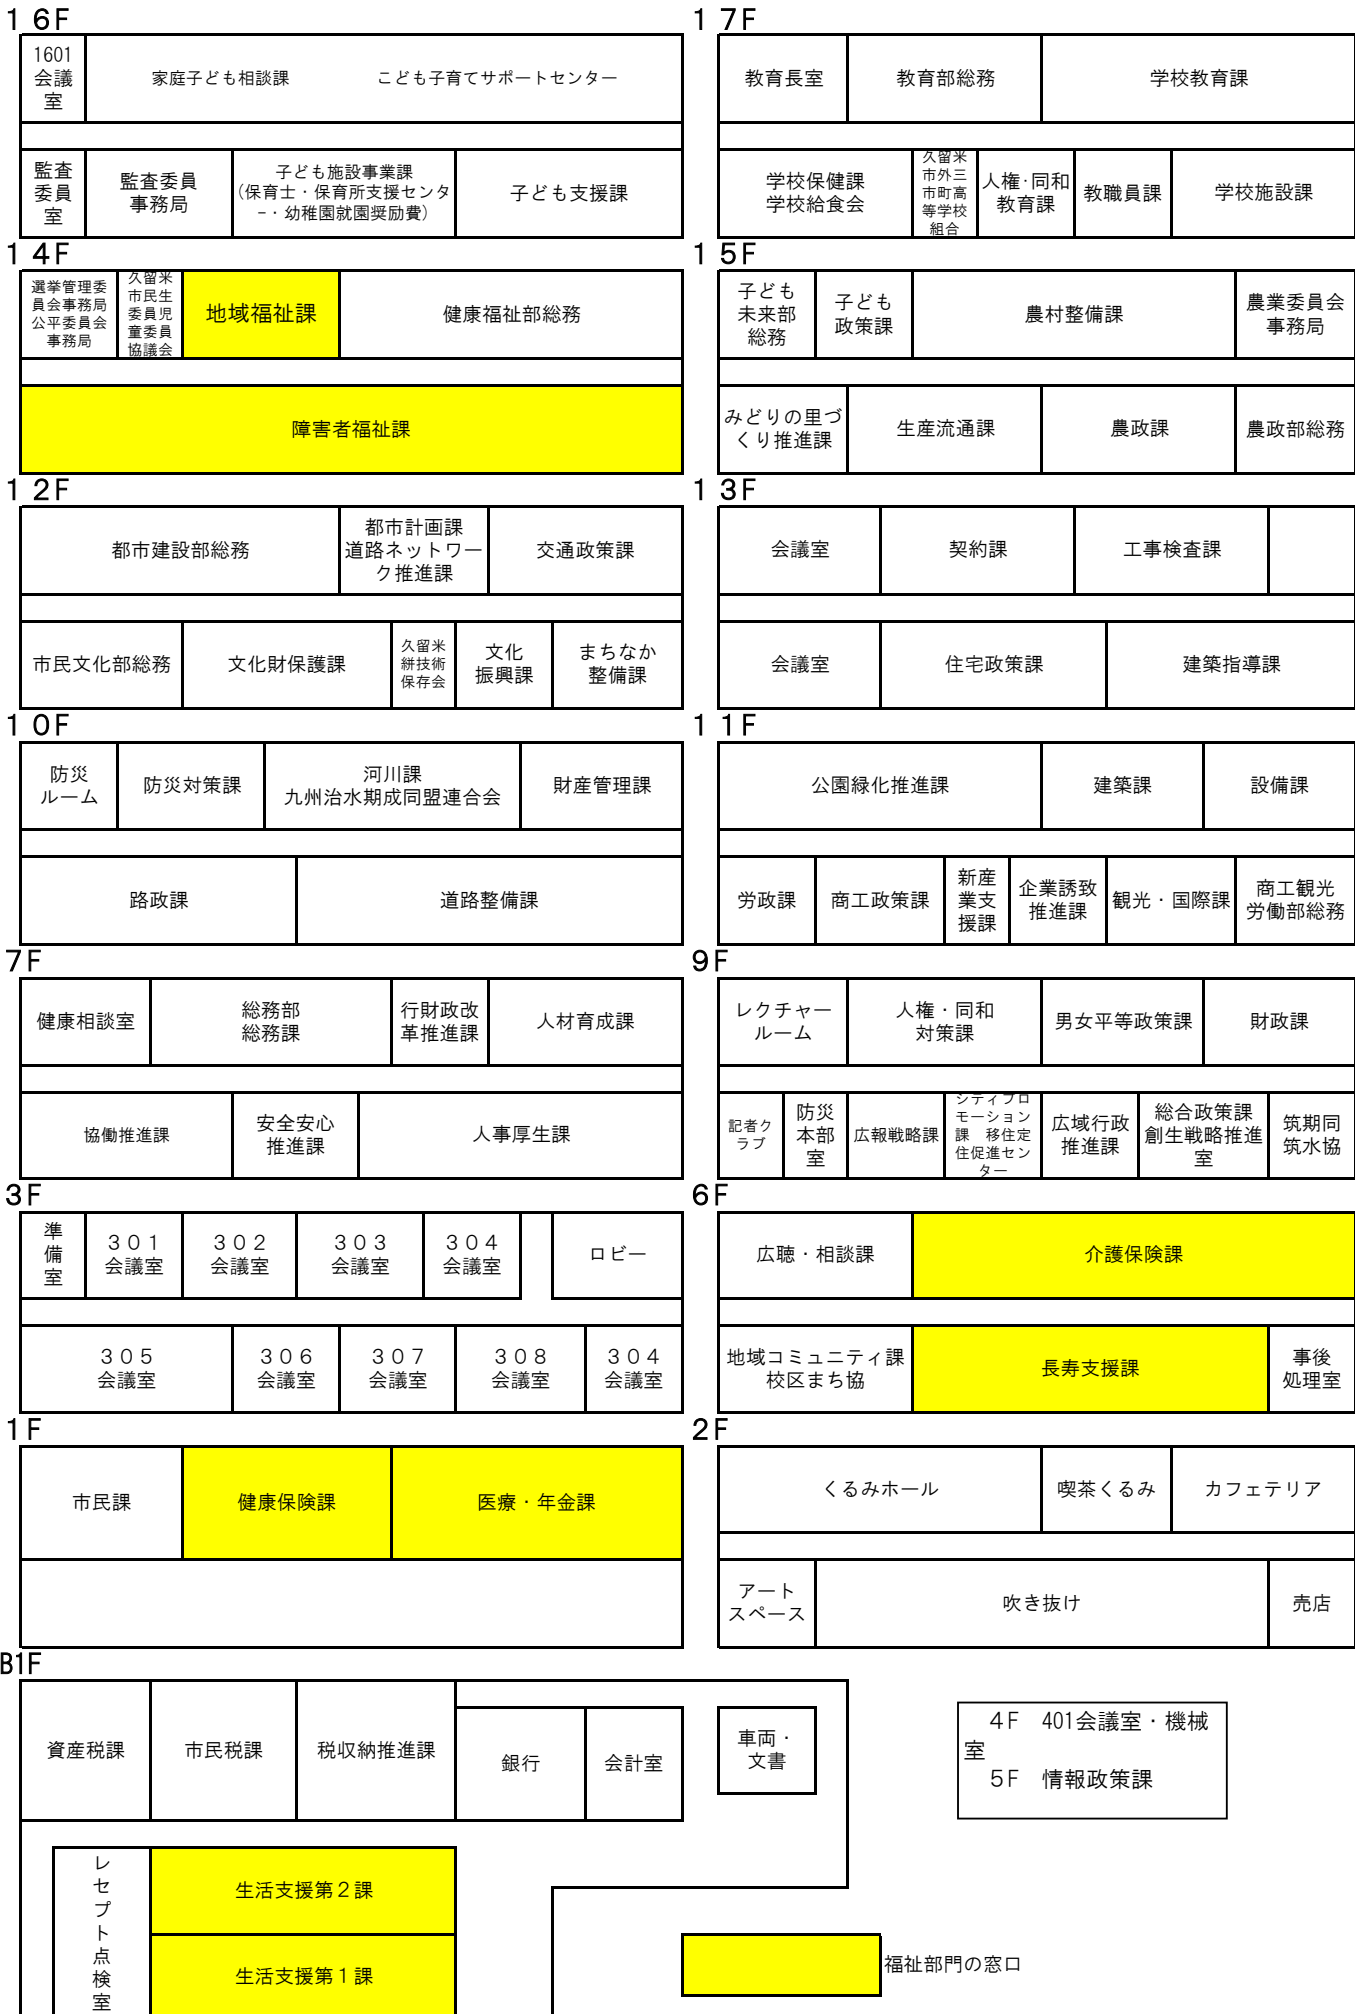 １６F
1601
会議
室
家庭子ども相談課
こども子育てサポートセンター
監査
委員
室
監査委員
事務局
子ども施設事業課
(保育士・保育所支援センタ
-・幼稚園就園奨励費)
子ども支援課
１７F
教育長室
教育部総務
学校教育課
学校保健課
学校給食会
久留米
市外三
市町高
等学校
組合
人権･同和
教育課
教職員課
学校施設課
１４F
選挙管理委
員会事務局
公平委員会
事務局
久留米
市民生
委員児
童委員
協議会
地域福祉課
健康福祉部総務
障害者福祉課
１５F
子ども
未来部
総務
子ども
政策課
農村整備課
農業委員会
事務局
みどりの里づ
くり推進課
生産流通課
農政課
農政部総務
１２F
都市建設部総務
都市計画課
道路ネットワー
ク推進課
交通政策課
市民文化部総務
文化財保護課
久留米
絣技術
保存会
文化
振興課
まちなか
整備課
１３F
会議室
契約課
工事検査課
会議室
住宅政策課
建築指導課
１０F
防災
ルーム
防災対策課
河川課
九州治水期成同盟連合会
財産管理課
路政課
道路整備課
１１F
公園緑化推進課
建築課
設備課
労政課
商工政策課
新産
業支
援課
企業誘致
推進課
観光・国際課
商工観光
労働部総務
７F
健康相談室
総務部
総務課
行財政改
革推進課
人材育成課
協働推進課
安全安心
推進課
人事厚生課
９F
レクチャー
ルーム
人権・同和
対策課
男女平等政策課
財政課
記者ク
ラブ
防災
本部
室
広報戦略課
シティプロ
モーション
課　移住定
住促進セン
ター
広域行政
推進課
総合政策課
創生戦略推進
室
筑期同
筑水協
３F
準
備
室
３０１
会議室
３０２
会議室
３０３
会議室
３０４
会議室
ロビー
３０５
会議室
３０６
会議室
３０７
会議室
３０８
会議室
３０４
会議室
６F
広聴・相談課
介護保険課
地域コミュニティ課
校区まち協
長寿支援課
事後
処理室
１F
市民課
健康保険課
医療・年金課
２F
くるみホール
喫茶くるみ
カフェテリア
アート
スペース
吹き抜け
売店
B1F
資産税課
市民税課
税収納推進課
銀行
会計室
車両・
文書
４F　401会議室・機械
室
５F　情報政策課
レ
セ
プ
ト
点
検
室
生活支援第２課
生活支援第１課
福祉部門の窓口